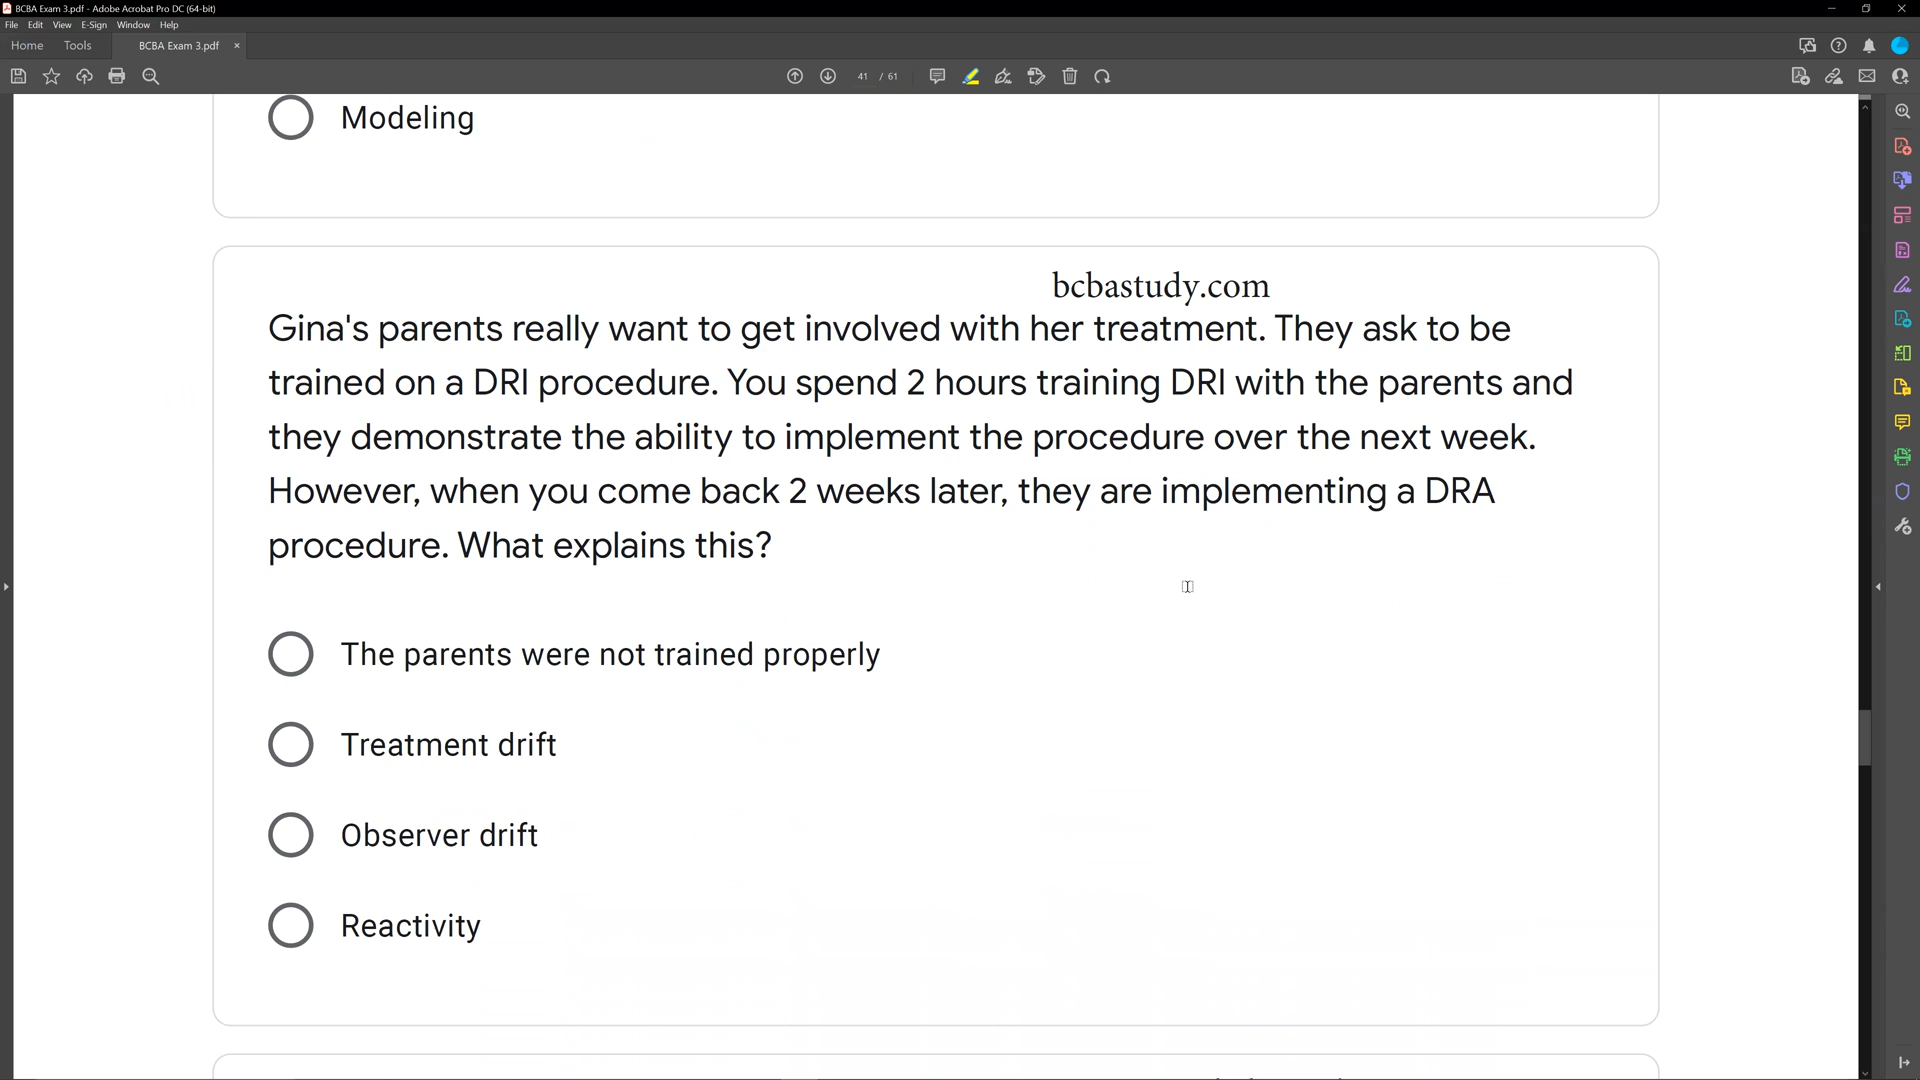 BCBA Exam 3.pdf - Adobe Acrobat Pro DC (64-bit)
File Edit View E-Sign Window Help
Home Tools BCBA Exam 3.pdf ×
41 / 61
Modeling
bcbastudy.com
Gina's parents really want to get involved with her treatment. They ask to be
trained on a DRI procedure. You spend 2 hours training DRI with the parents and
they demonstrate the ability to implement the procedure over the next week.
However, when you come back 2 weeks later, they are implementing a DRA
procedure. What explains this?
The parents were not trained properly
Treatment drift
Observer drift
Reactivity